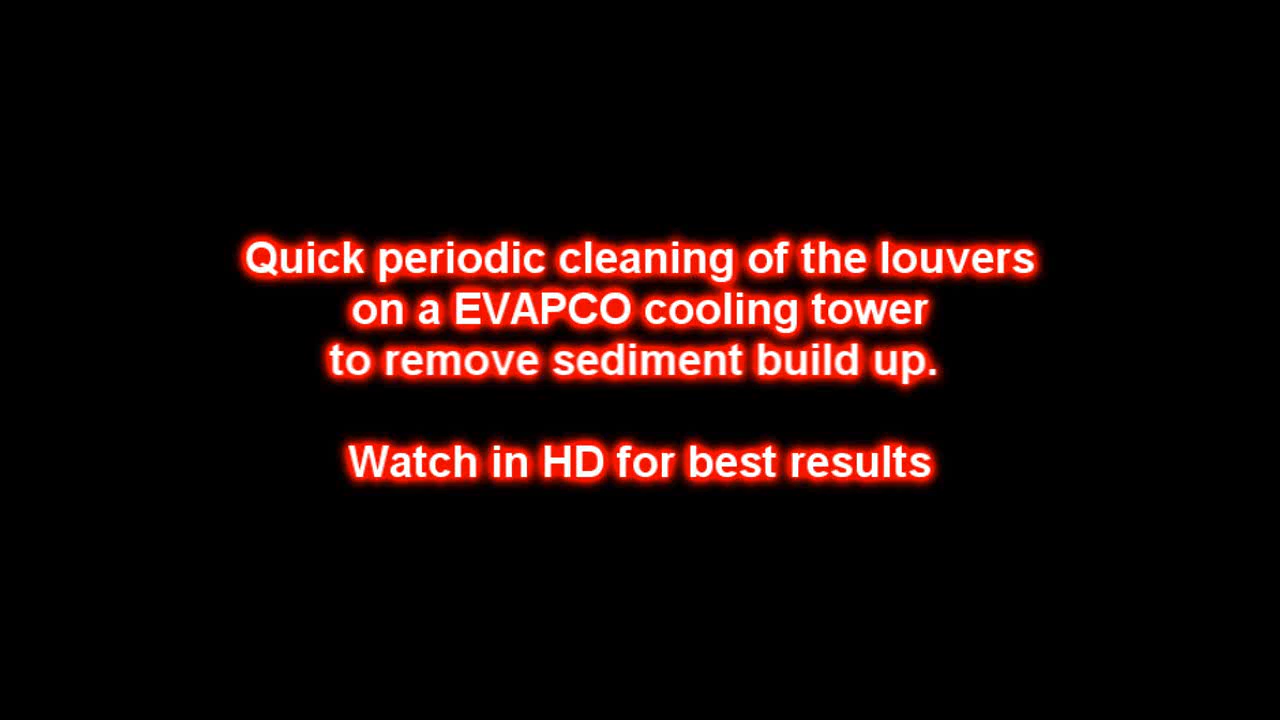 Quick periodic cleaning of the louvers
on a EVAPCO cooling tower
to remove sediment build up.
Watch in HD for best results